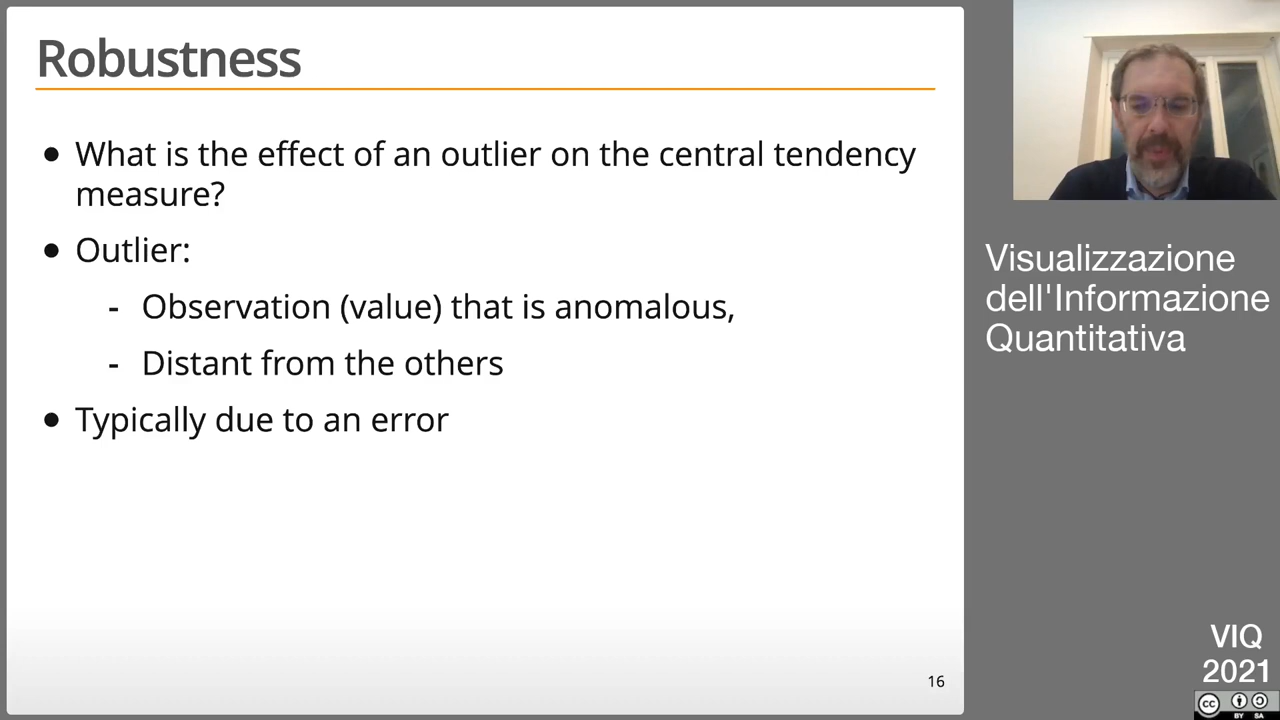 Robustness
● What is the effect of an outlier on the central tendency
measure?
● Outlier:
- Observation (value) that is anomalous,
- Distant from the others
● Typically due to an error
16
Visualizzazione
dell'Informazione
Quantitativa
VIQ
2021
cc
BY SA